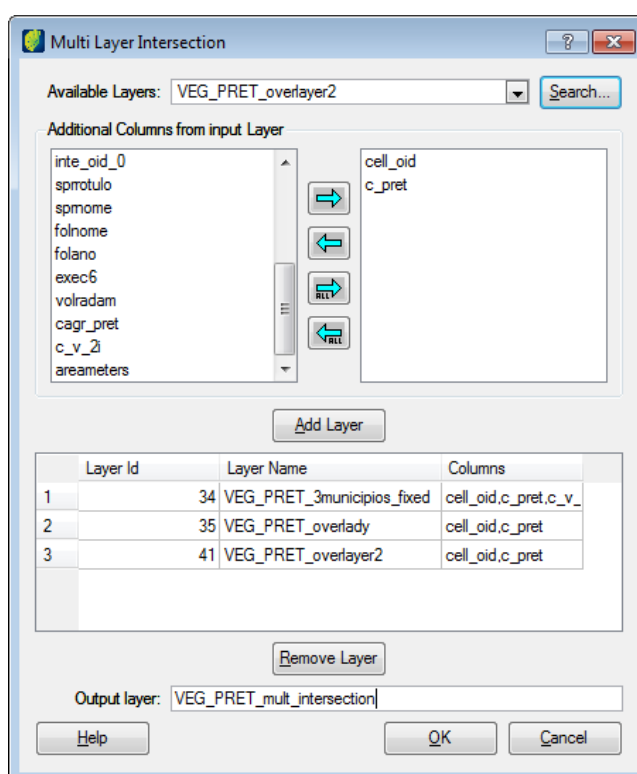 Multi Layer Intersection
Available Layers: VEG_PRET_overlayer2 Search...
Additional Columns from input Layer
inte_oid_0
sprrotulo
sprnome
folnome
folano
exec6
volradam
cagr_pret
c_v_2i
areameters
cell_oid
c_pret
ALL
ALL
Add Layer
Layer Id Layer Name Columns
1 34 VEG_PRET_3municipios_fixed cell_oid,c_pret,c_v_
2 35 VEG_PRET_overlady cell_oid,c_pret
3 41 VEG_PRET_overlayer2 cell_oid,c_pret
Remove Layer
Output layer: VEG_PRET_mult_intersection
Help OK Cancel